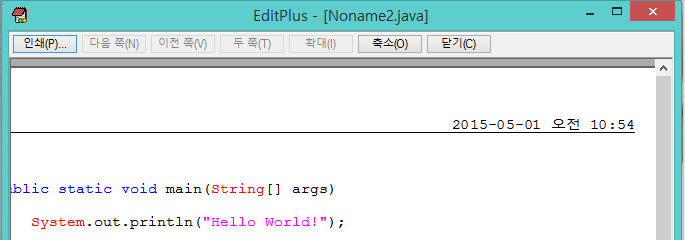 EditPlus - [Noname2.java]
인쇄(P)... 다음 쪽(N) 이전 쪽(V) 두 쪽(T) 확대(I) 축소(O) 닫기(C)
2015-05-01 오전 10:54
ublic static void main(String[] args)
System.out.println("Hello World!");